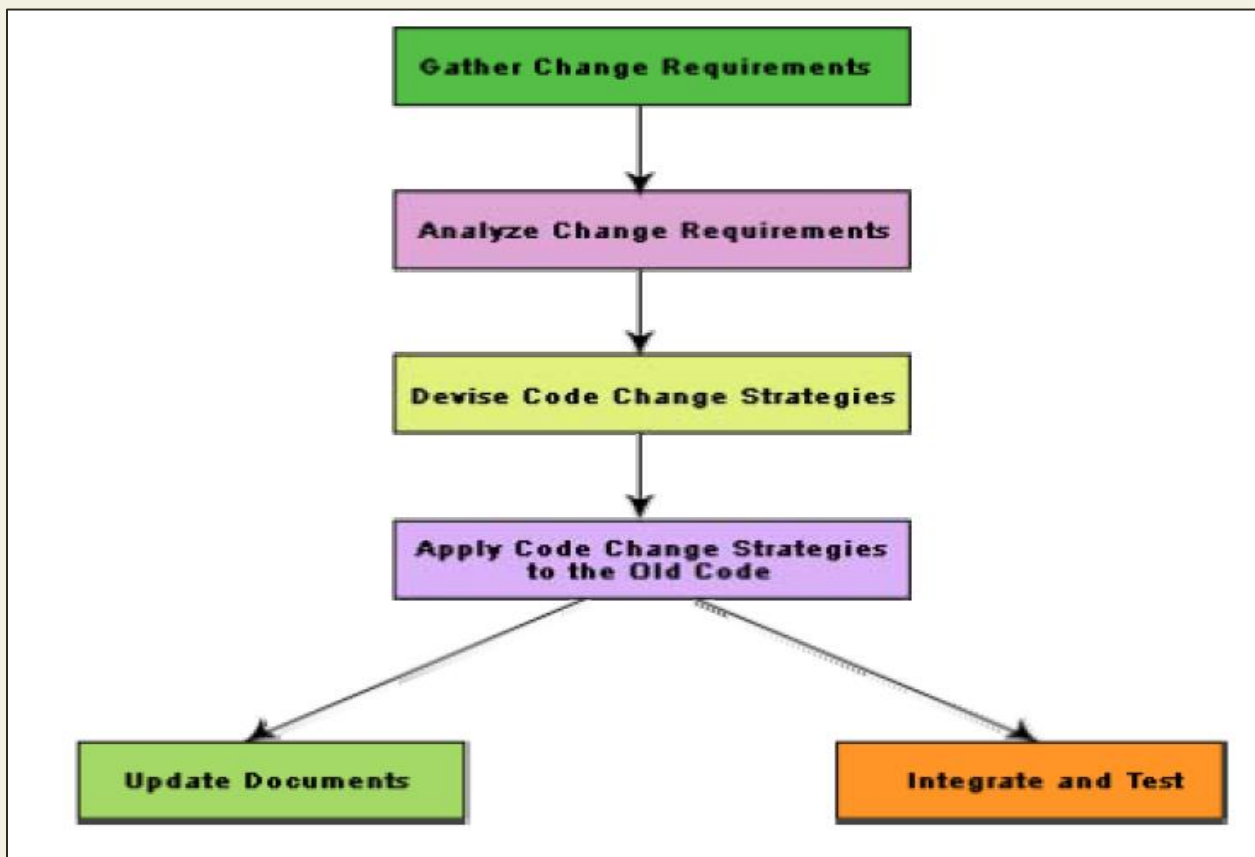 Gather Change Requirements
Analyze Change Requirements
Devise Code Change Strategies
Apply Code Change Strategies
to the Old Code
Update Documents
Integrate and Test